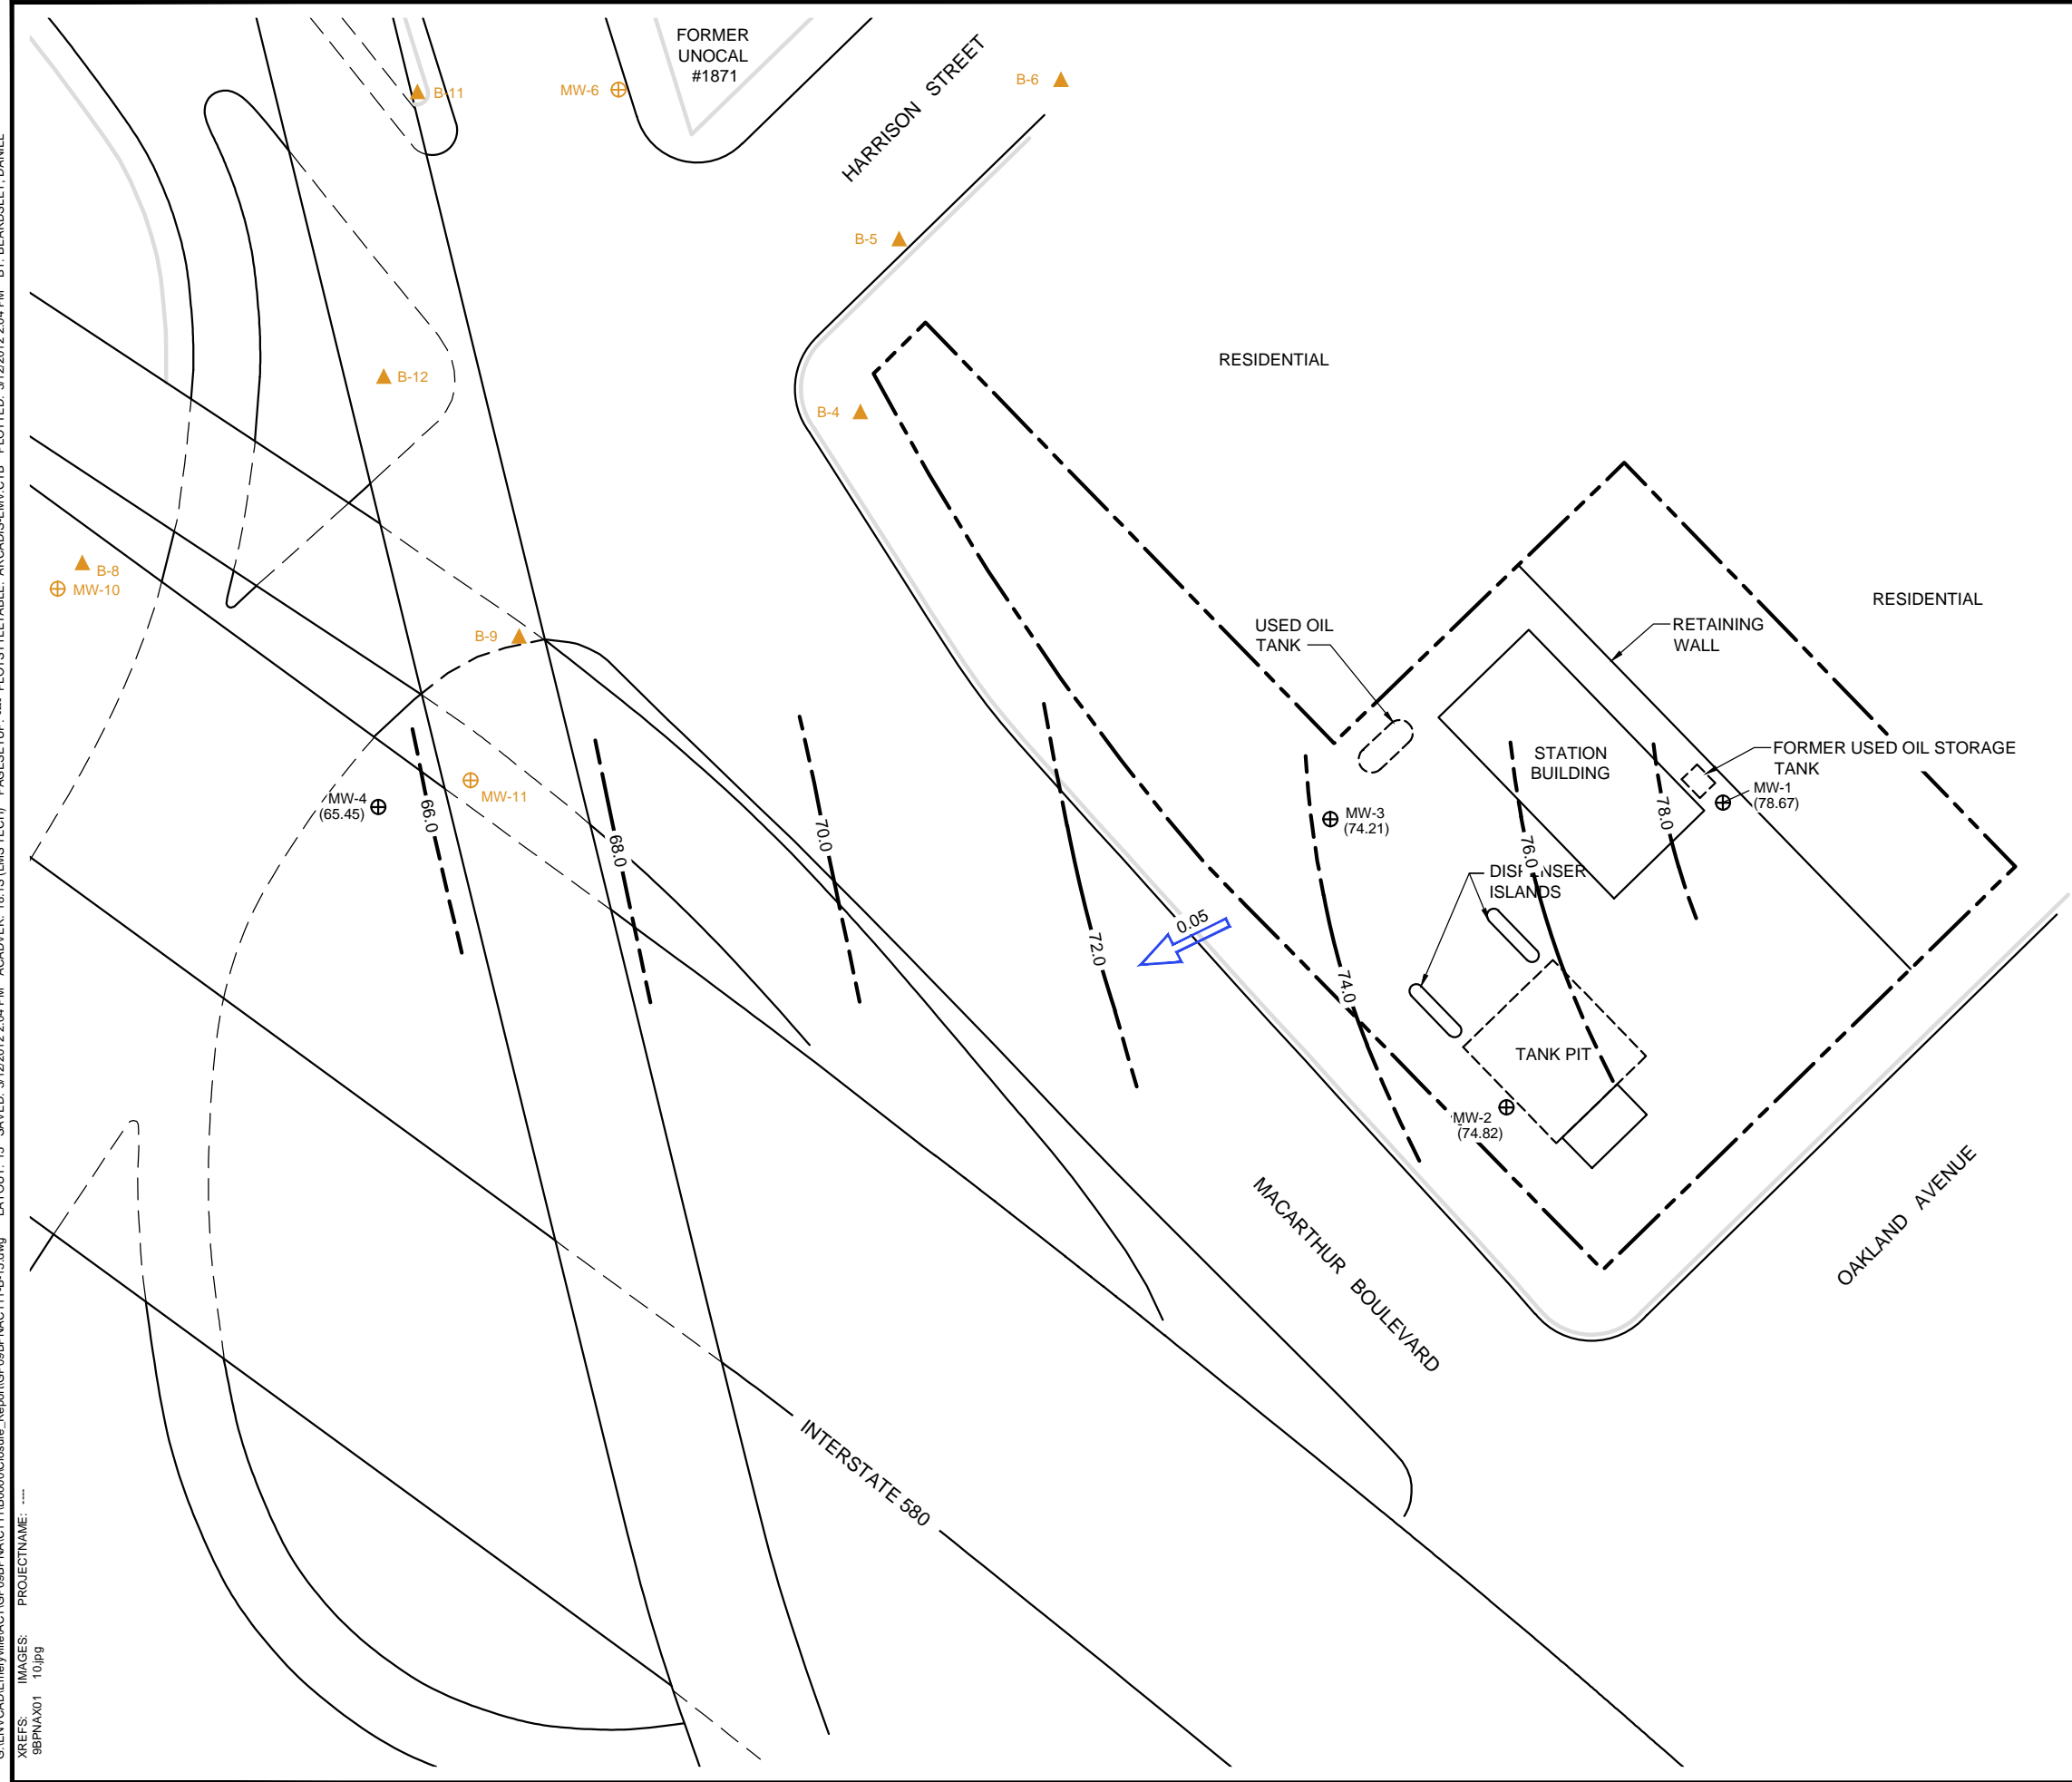 FORMER
UNOCAL
#1871
HARRISON STREET
B-6
B-11
MW-6
B-5
RESIDENTIAL
B-12
B-4
B-8
MW-10
B-9
USED OIL
TANK
RETAINING
WALL
RESIDENTIAL
STATION
BUILDING
FORMER USED OIL STORAGE
TANK
MW-1
(78.67)
MW-4
(65.45)
MW-11
MW-3
(74.21)
66.0
68.0
70.0
72.0
74.0
76.0
78.0
0.05
DISPENSER
ISLANDS
TANK PIT
MW-2
(74.82)
MACARTHUR BOULEVARD
OAKLAND AVENUE
INTERSTATE 580
XREFS: IMAGES: PROJECTNAME: ----
9BPNAX01 10.jpg